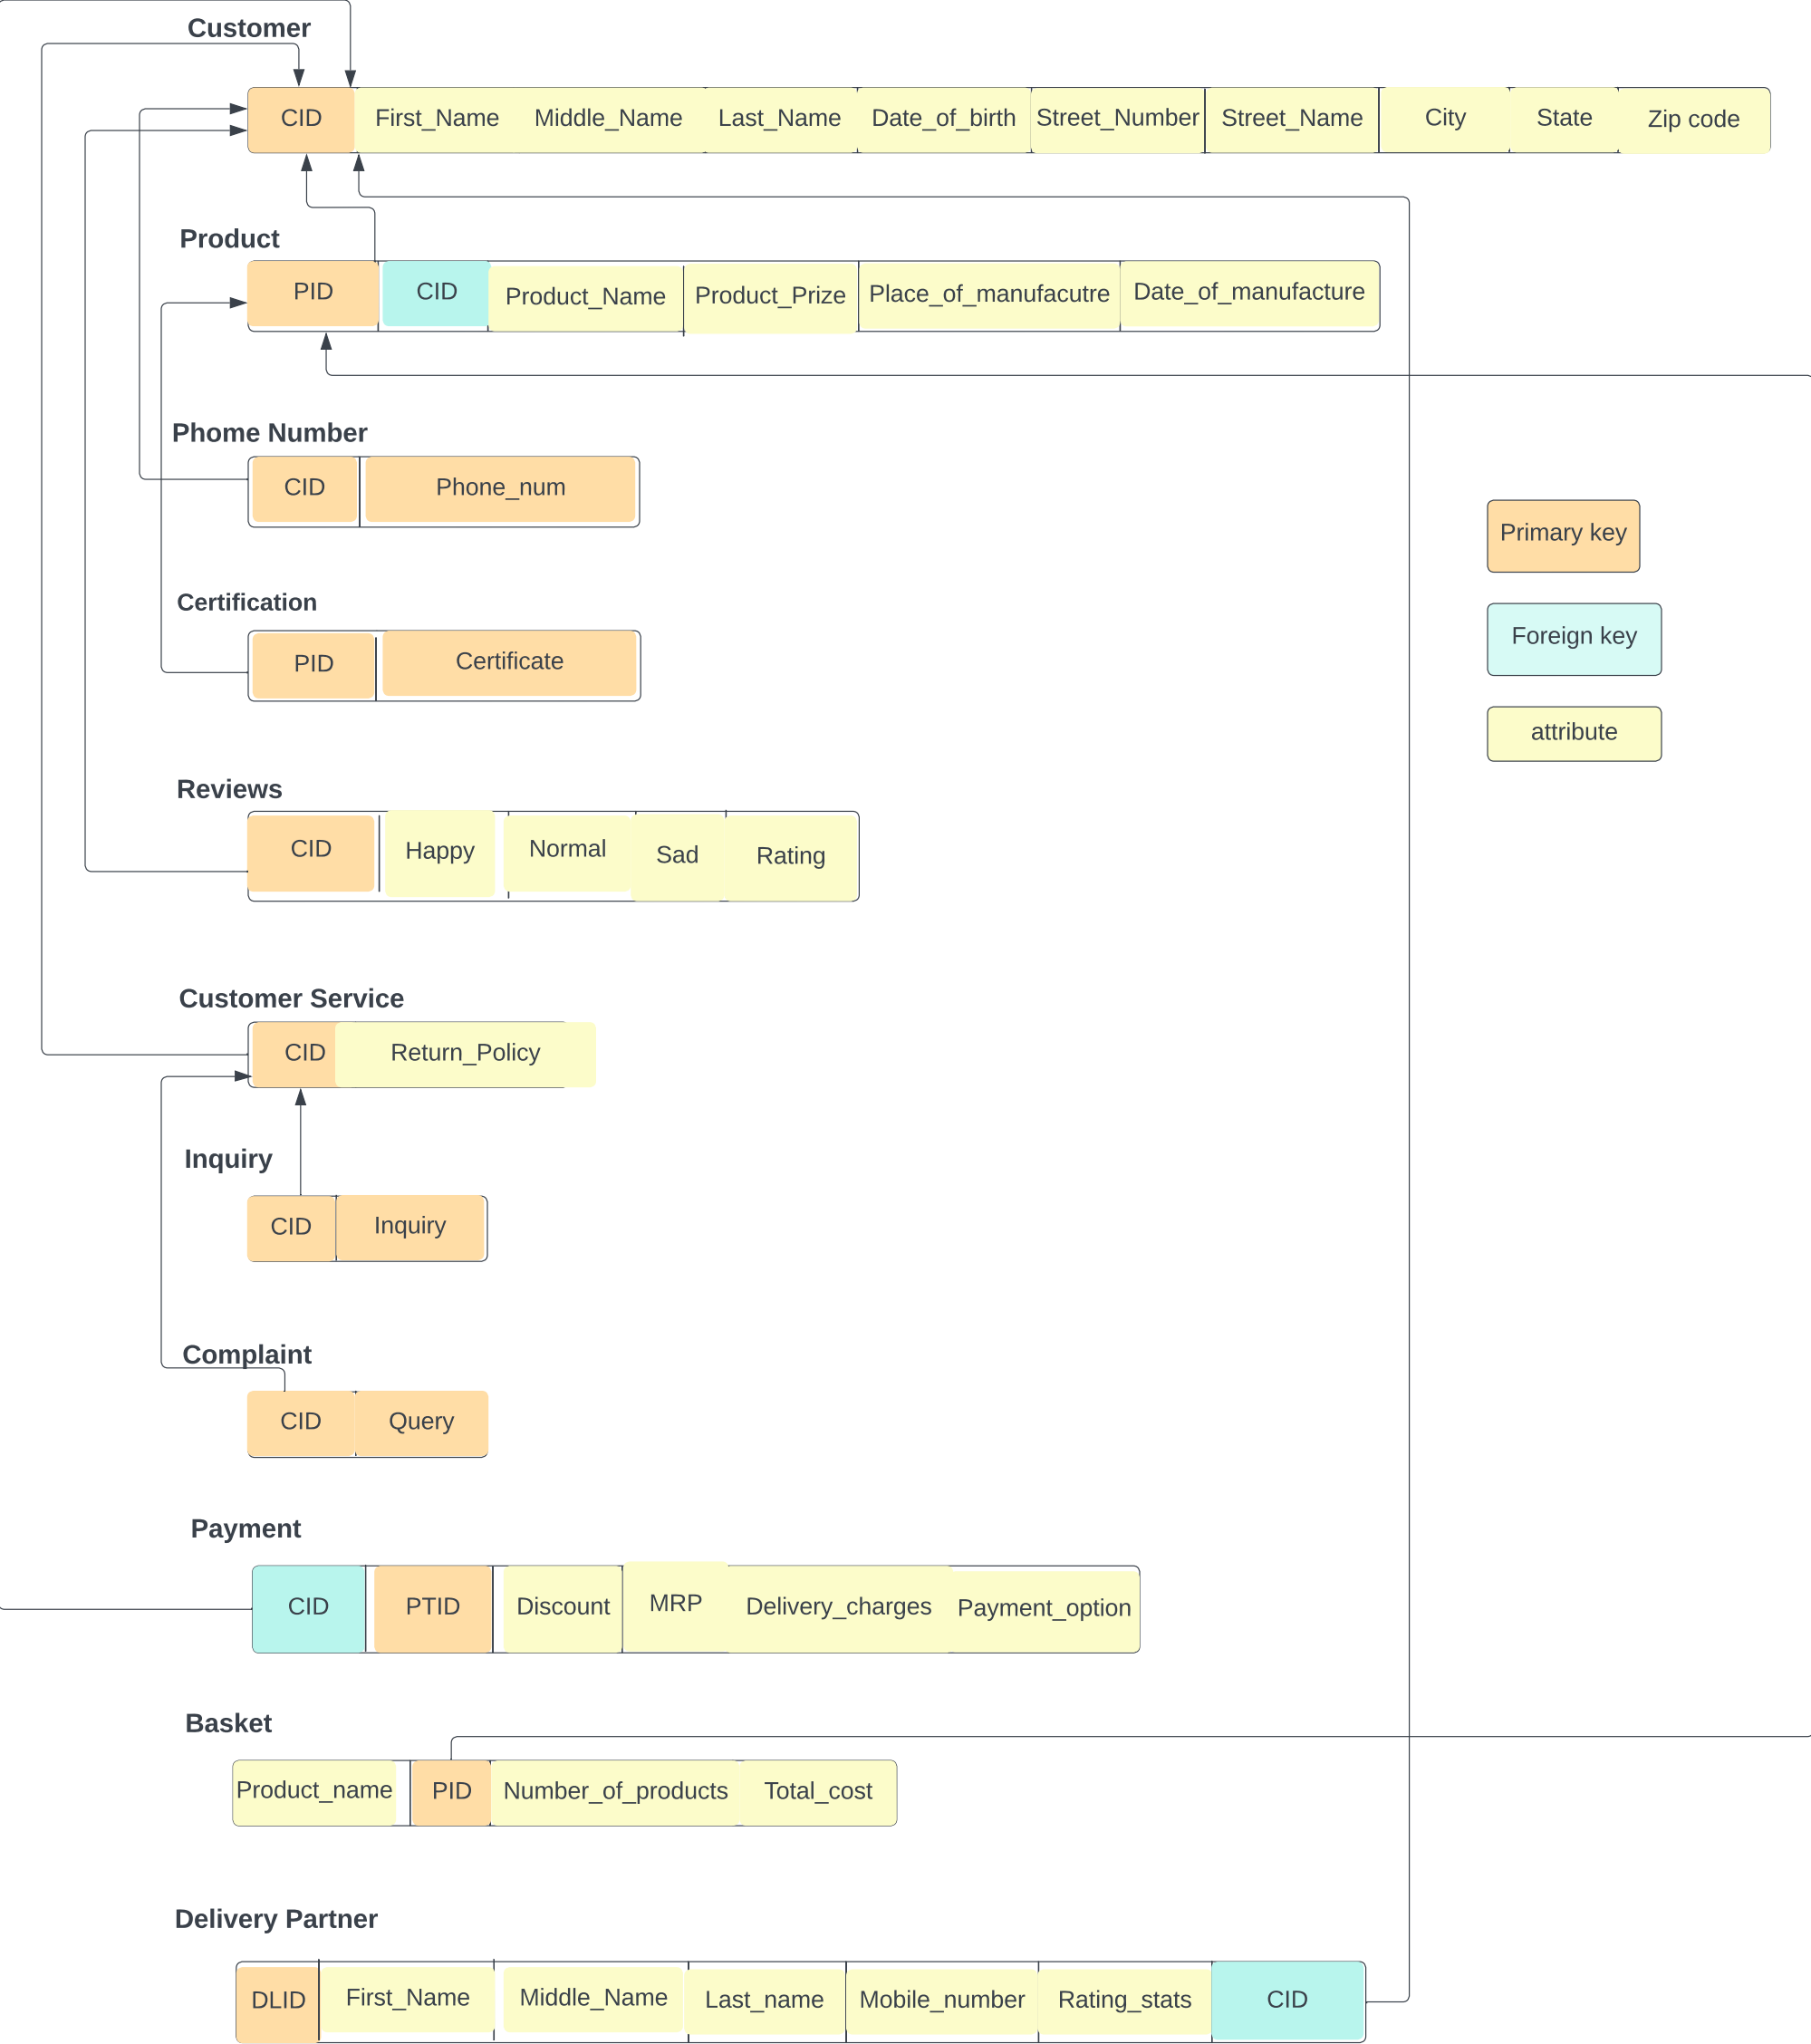 Customer
CID First_Name Middle_Name Last_Name Date_of_birth Street_Number Street_Name City State Zip code
Product
PID CID Product_Name Product_Prize Place_of_manufacutre Date_of_manufacture
Phome Number
CID Phone_num
Primary key
Certification
Foreign key
PID Certificate
attribute
Reviews
CID Happy Normal Sad Rating
Customer Service
CID Return_Policy
Inquiry
CID Inquiry
Complaint
CID Query
Payment
CID PTID Discount MRP Delivery_charges Payment_option
Basket
Product_name PID Number_of_products Total_cost
Delivery Partner
DLID First_Name Middle_Name Last_name Mobile_number Rating_stats CID